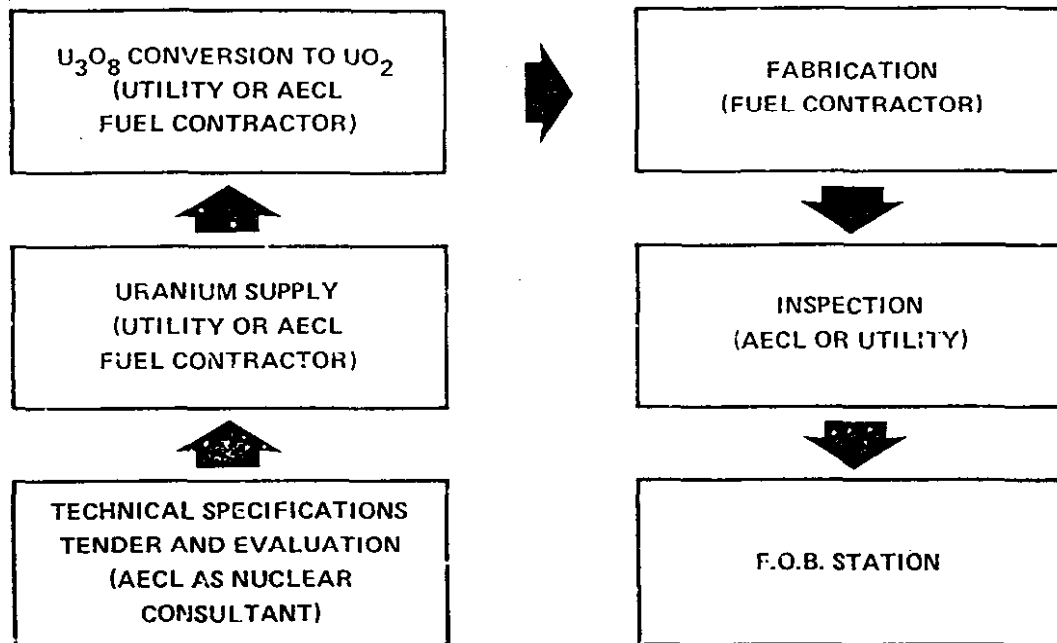 U3O8 CONVERSION TO UO2
(UTILITY OR AECL
FUEL CONTRACTOR)
FABRICATION
(FUEL CONTRACTOR)
URANIUM SUPPLY
(UTILITY OR AECL
FUEL CONTRACTOR)
INSPECTION
(AECL OR UTILITY)
TECHNICAL SPECIFICATIONS
TENDER AND EVALUATION
(AECL AS NUCLEAR
CONSULTANT)
F.O.B. STATION